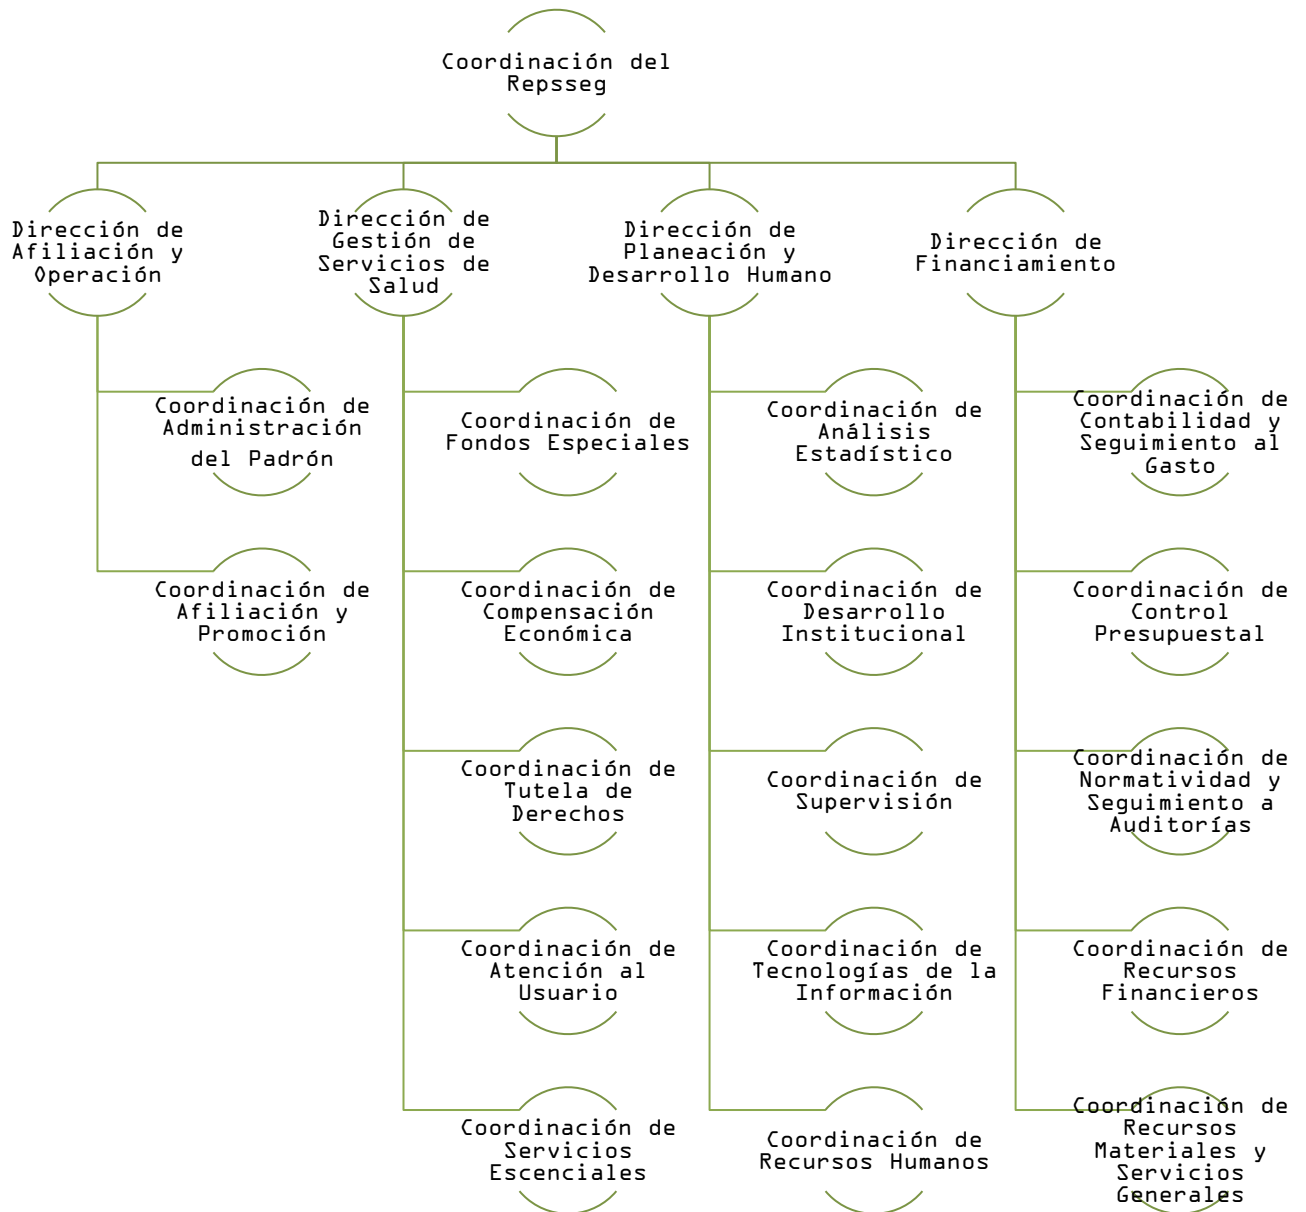 Coordinación del
Repsseg
Dirección de
Afiliación y
Operación
Dirección de
Gestión de
Servicios de
Salud
Dirección de
Planeación y
Desarrollo Humano
Dirección de
Financiamiento
Coordinación de
Administración
del Padrón
Coordinación de
Afiliación y
Promoción
Coordinación de
Fondos Especiales
Coordinación de
Compensación
Económica
Coordinación de
Tutela de
Derechos
Coordinación de
Atención al
Usuario
Coordinación de
Servicios
Escenciales
Coordinación de
Análisis
Estadístico
Coordinación de
Desarrollo
Institucional
Coordinación de
Supervisión
Coordinación de
Tecnologías de la
Información
Coordinación de
Recursos Humanos
Coordinación de
Contabilidad y
Seguimiento al
Gasto
Coordinación de
Control
Presupuestal
Coordinación de
Normatividad y
Seguimiento a
Auditorías
Coordinación de
Recursos
Financieros
Coordinación de
Recursos
Materiales y
Servicios
Generales